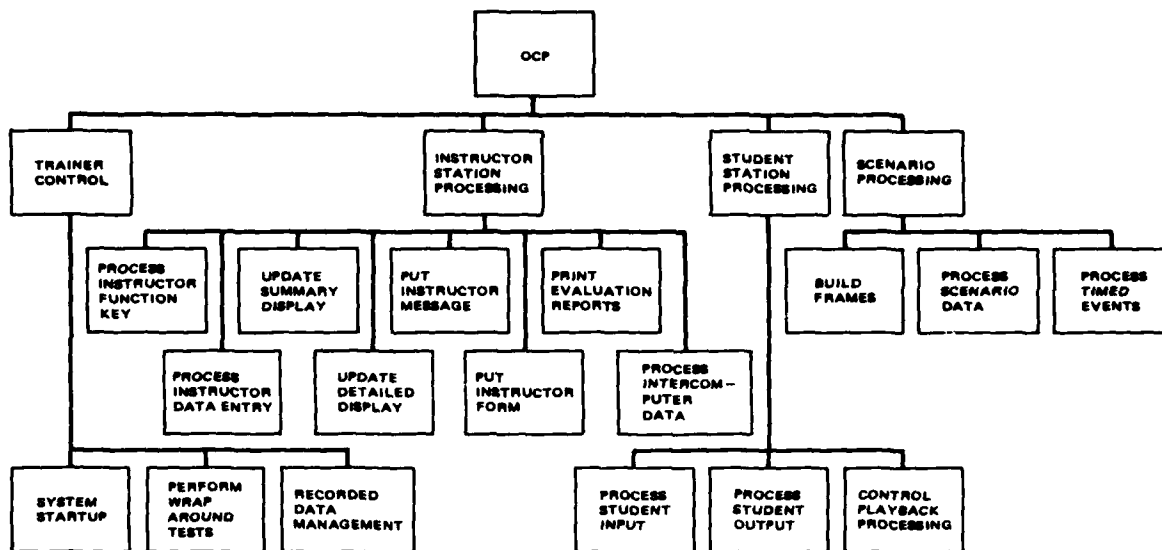 OCP
TRAINER
CONTROL
INSTRUCTOR
STATION
PROCESSING
STUDENT
STATION
PROCESSING
SCENARIO
PROCESSING
PROCESS
INSTRUCTOR
FUNCTION
KEY
UPDATE
SUMMARY
DISPLAY
PUT
INSTRUCTOR
MESSAGE
PRINT
EVALUATION
REPORTS
BUILD
FRAMES
PROCESS
SCENARIO
DATA
PROCESS
TIMED
EVENTS
PROCESS
INSTRUCTOR
DATA ENTRY
UPDATE
DETAILED
DISPLAY
PUT
INSTRUCTOR
FORM
PROCESS
INTERCOM-
PUTER
DATA
SYSTEM
STARTUP
PERFORM
WRAP
AROUND
TESTS
RECORDED
DATA
MANAGEMENT
PROCESS
STUDENT
INPUT
PROCESS
STUDENT
OUTPUT
CONTROL
PLAYBACK
PROCESSING